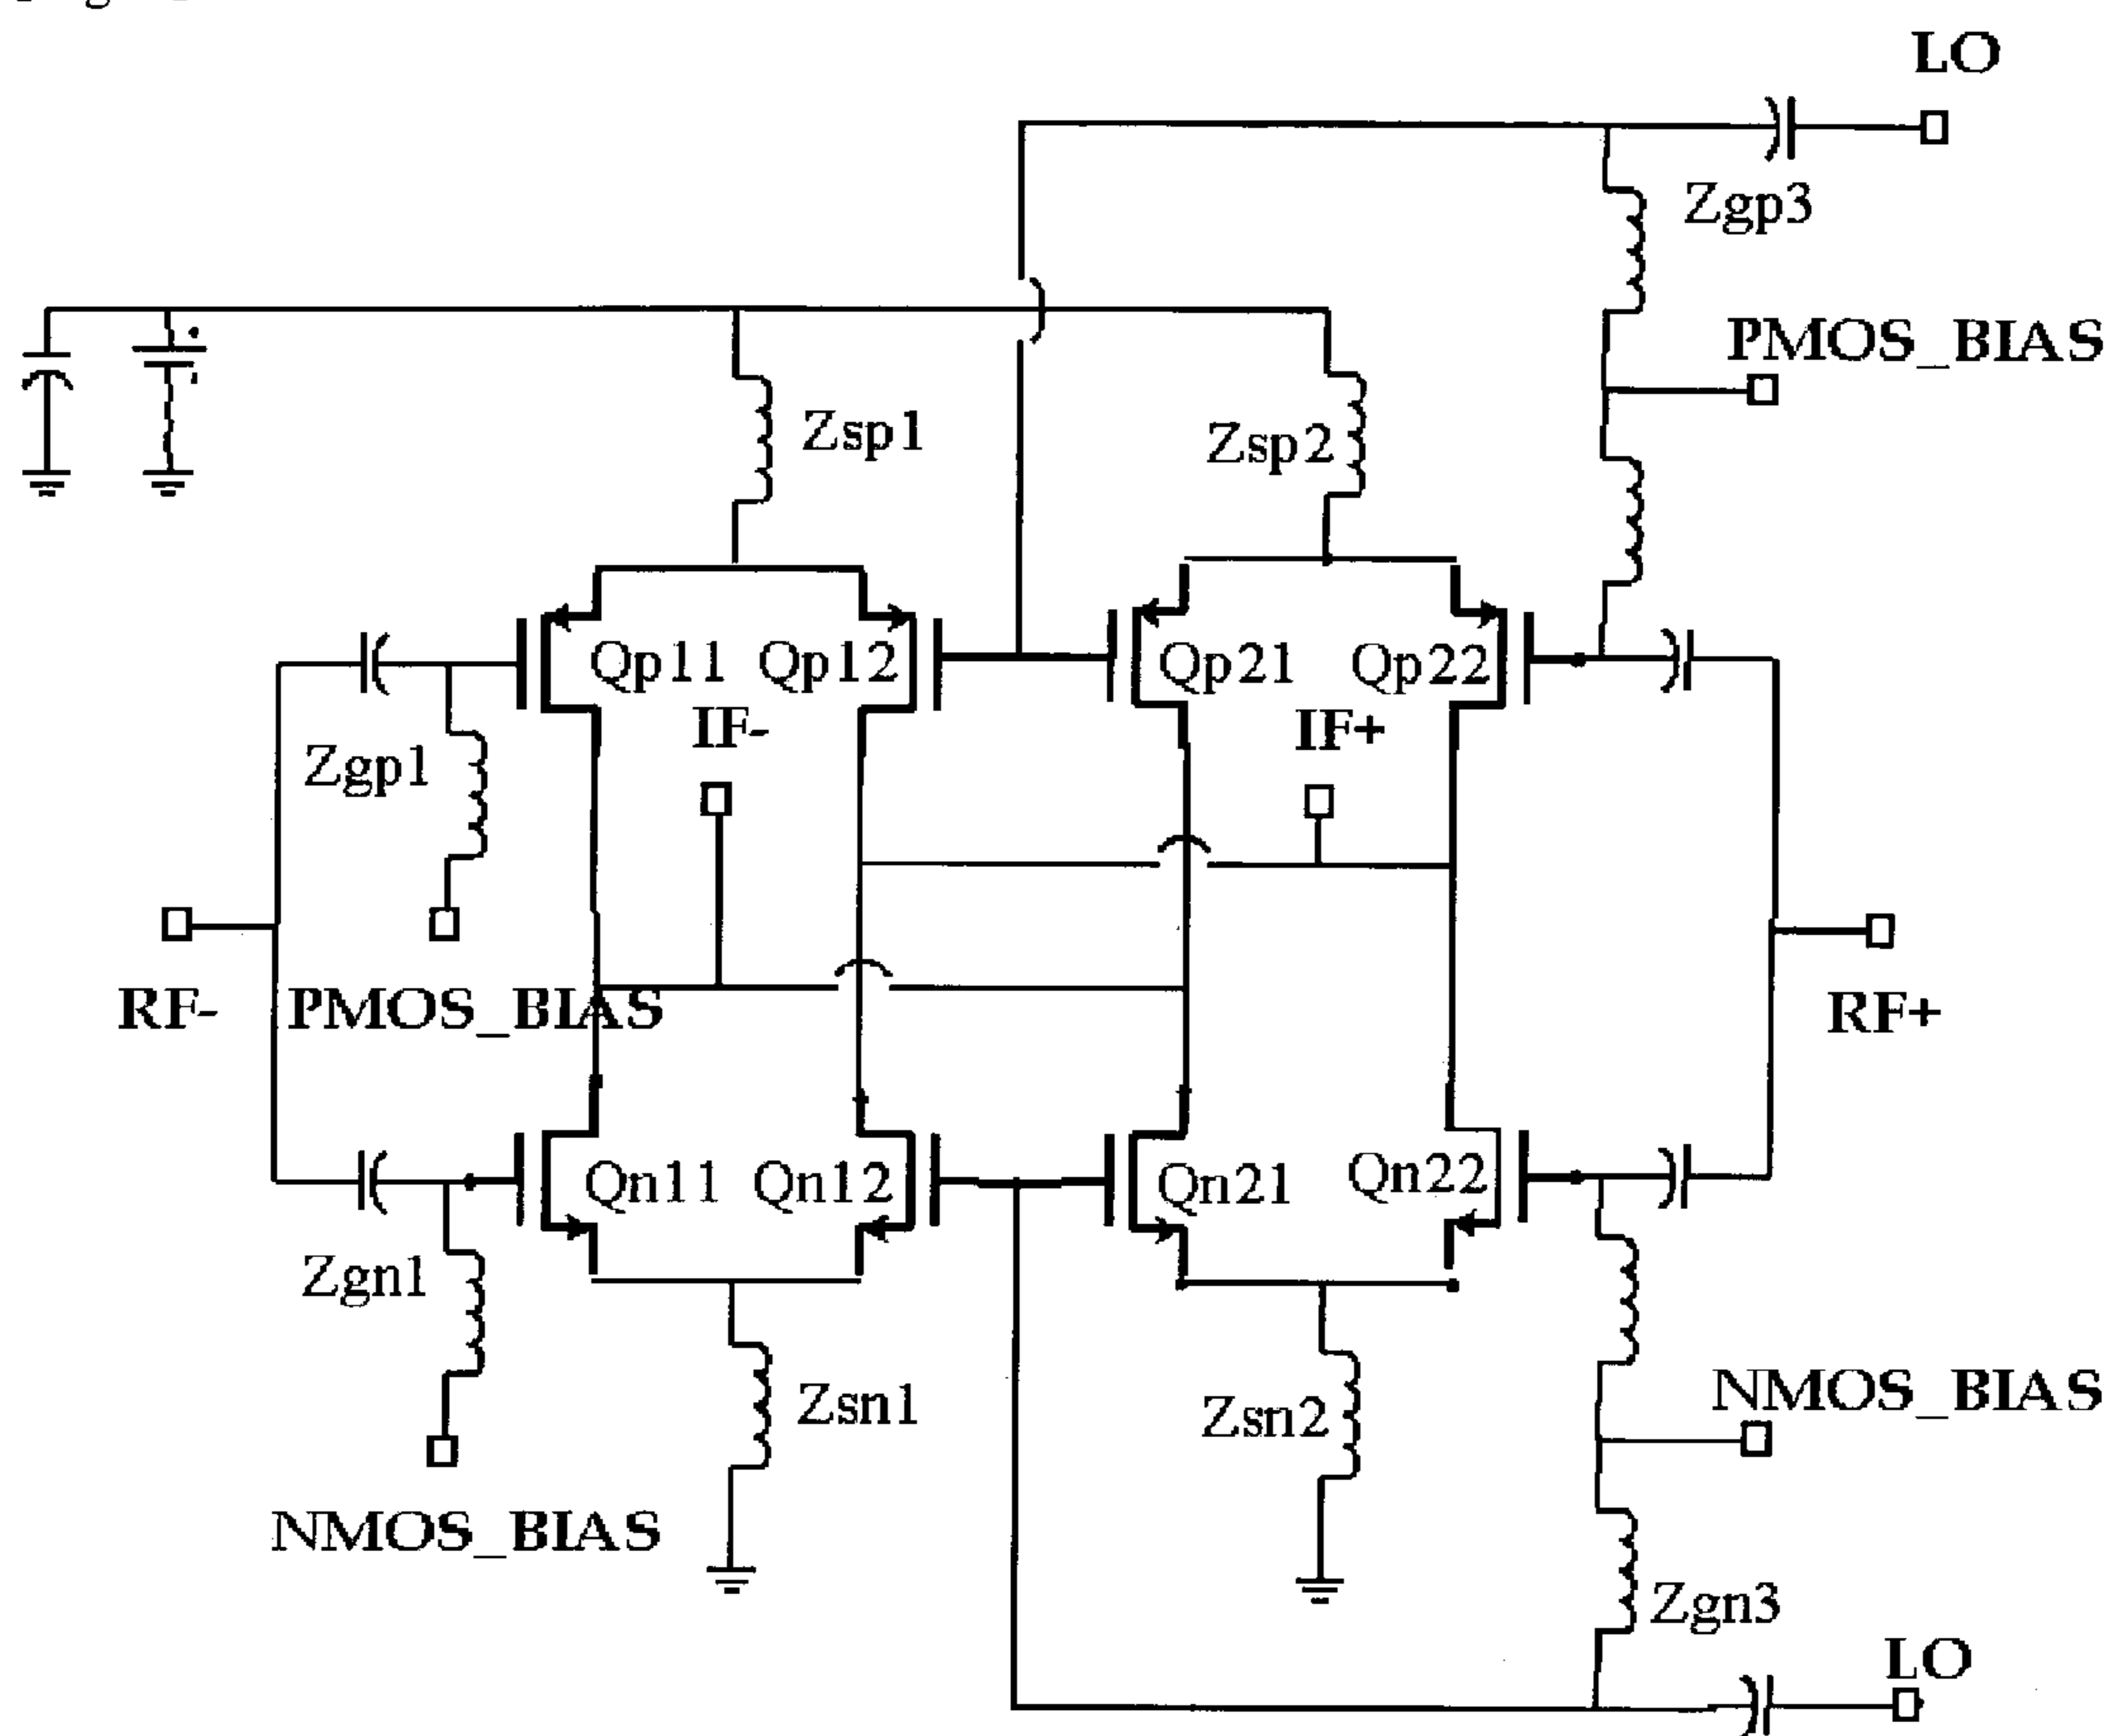 LO
Zgp3
PMOS_BIAS
Zsp1
Zsp2
Qp11
Qp12
Qp21
Qp22
IF-
IF+
Zgp1
RF-
PMOS_BIAS
RF+
Qn11
Qn12
Qn21
Qn22
Zgn1
Zsn1
Zsn2
NMOS_BIAS
NMOS_BIAS
Zgn3
LO